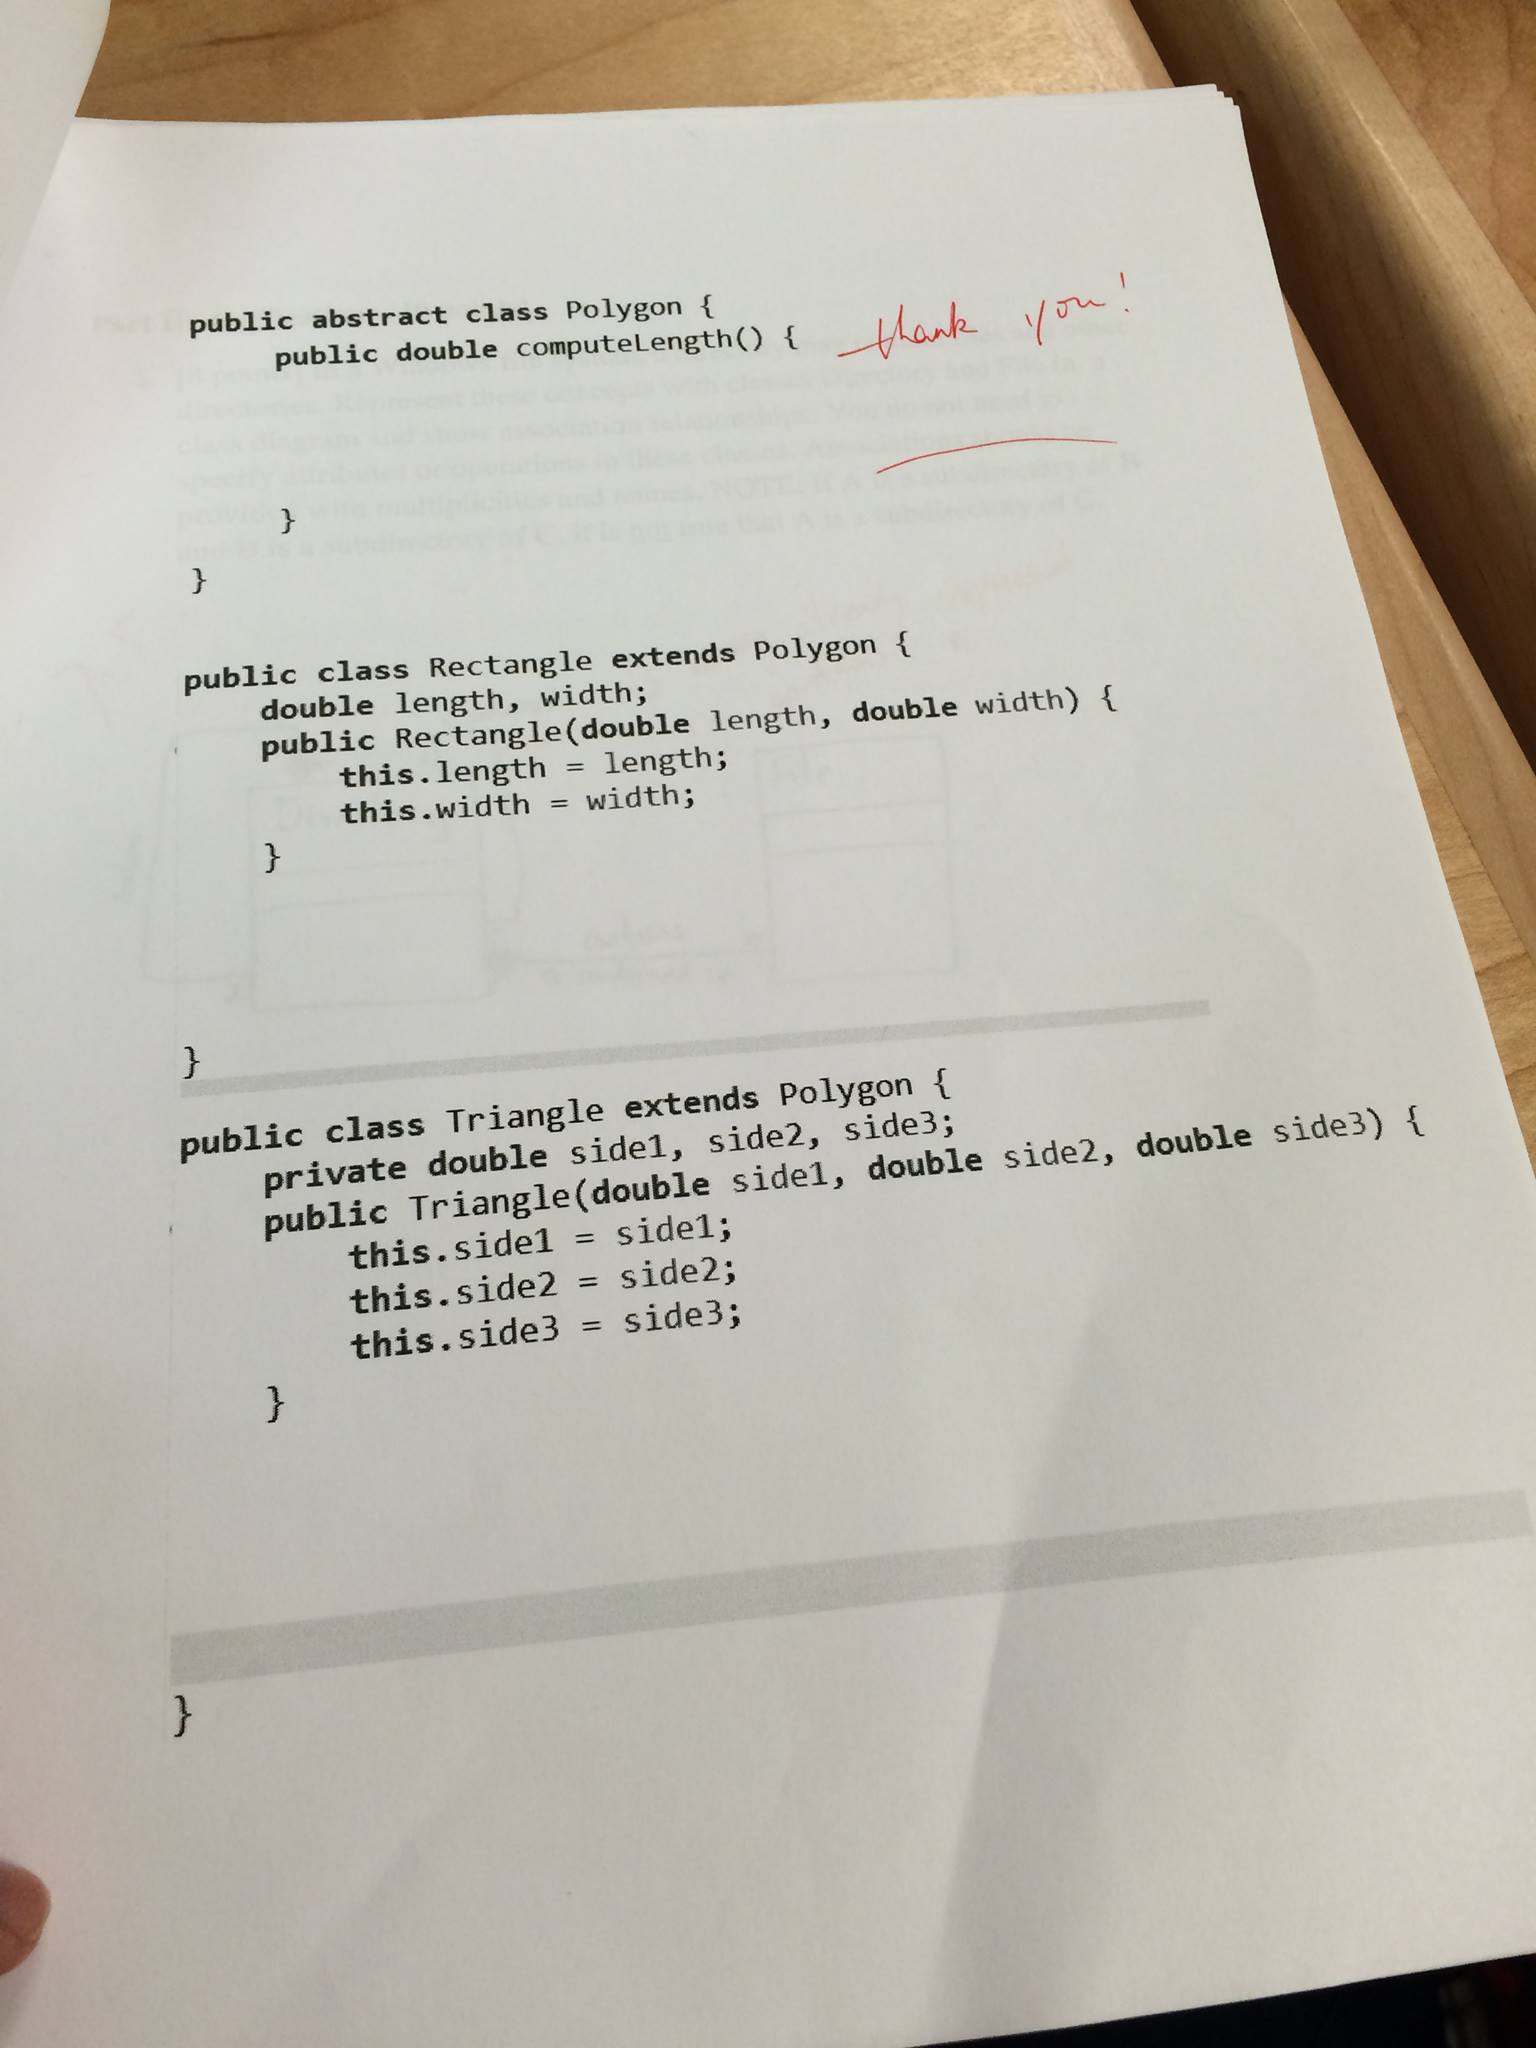 public abstract class Polygon {
public double computeLength() { thank you!
}
}
public class Rectangle extends Polygon {
double length, width;
public Rectangle(double length, double width) {
this.length = length;
this.width = width;
}
}
public class Triangle extends Polygon {
private double side1, side2, side3;
public Triangle(double side1, double side2, double side3) {
this.side1 = side1;
this.side2 = side2;
this.side3 = side3;
}
}